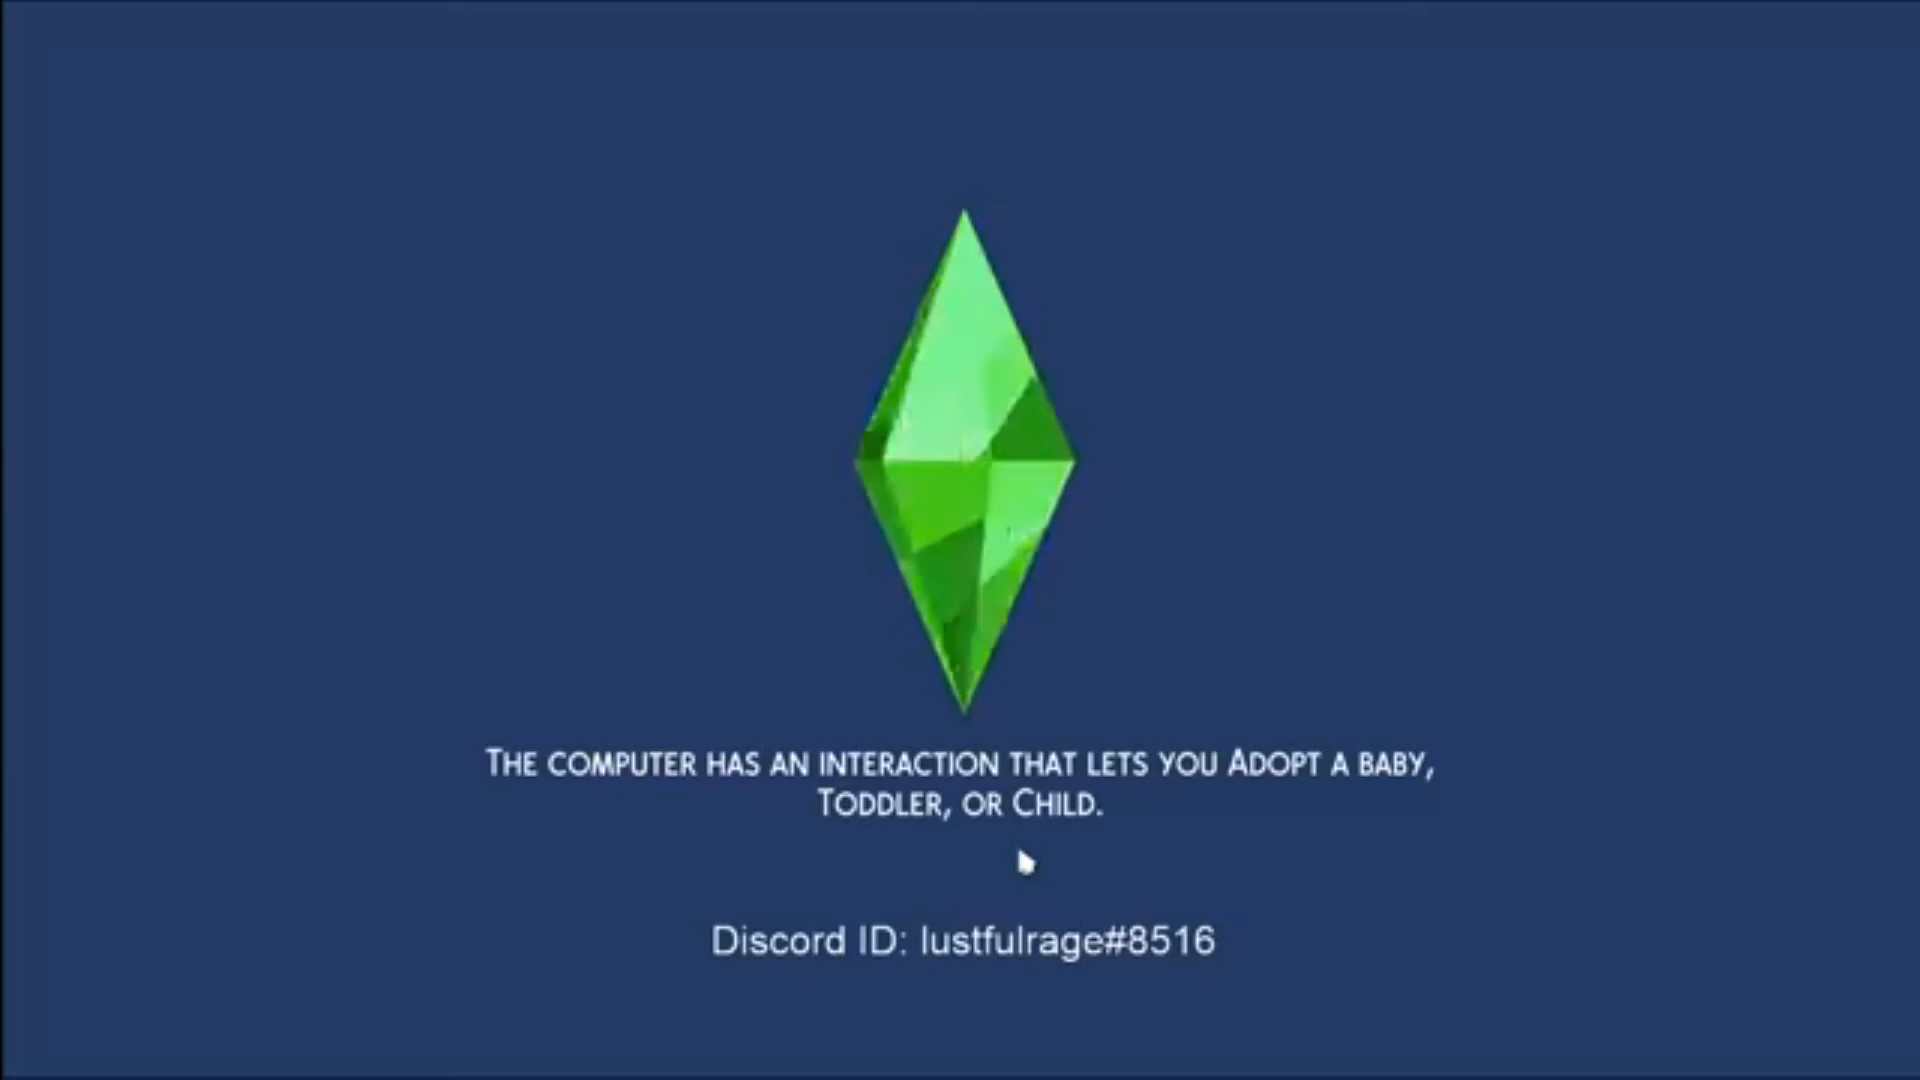 The computer has an interaction that lets you Adopt a baby,
Toddler, or Child.
Discord ID: lustfulrage#8516